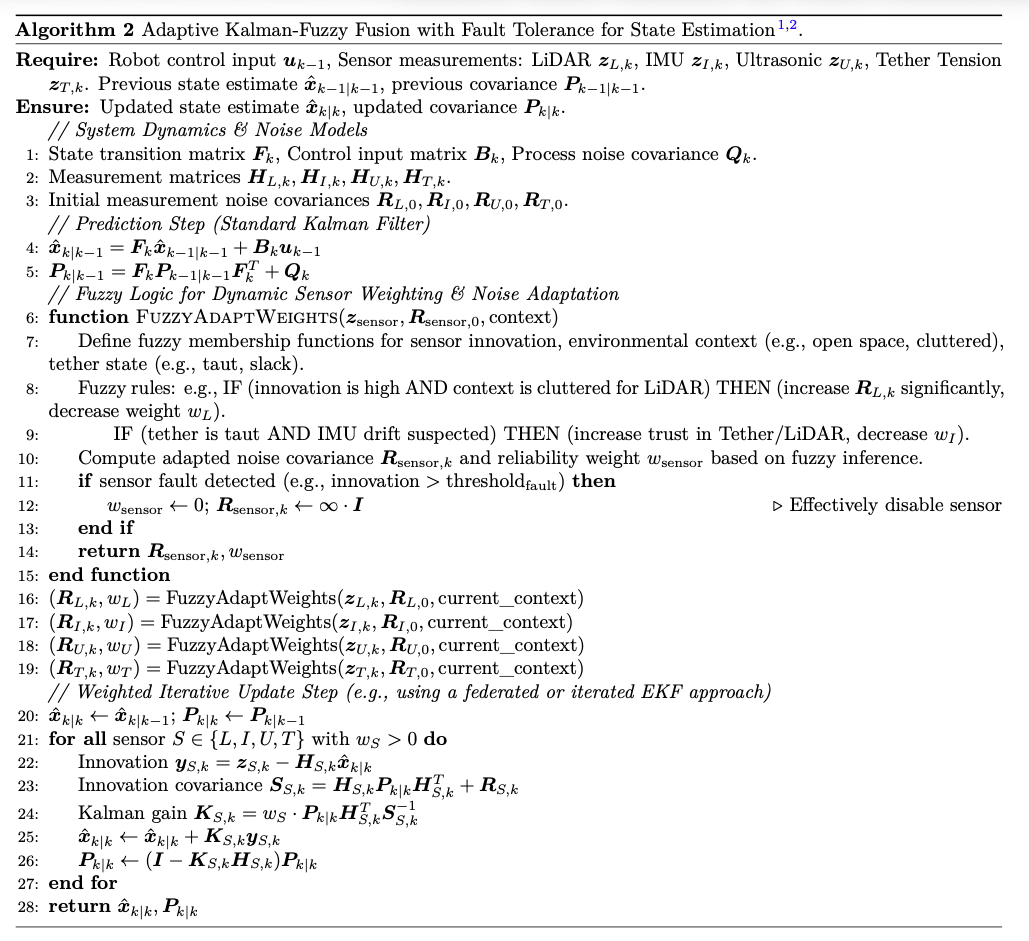 Algorithm 2 Adaptive Kalman-Fuzzy Fusion with Fault Tolerance for State Estimation^{1,2}.
Require: Robot control input u_{k−1}, Sensor measurements: LiDAR z_{L,k}, IMU z_{I,k}, Ultrasonic z_{U,k}, Tether Tension
z_{T,k}. Previous state estimate x̂_{k−1|k−1}, previous covariance P_{k−1|k−1}.
Ensure: Updated state estimate x̂_{k|k}, updated covariance P_{k|k}.
// System Dynamics & Noise Models
1: State transition matrix F_k, Control input matrix B_k, Process noise covariance Q_k.
2: Measurement matrices H_{L,k}, H_{I,k}, H_{U,k}, H_{T,k}.
3: Initial measurement noise covariances R_{L,0}, R_{I,0}, R_{U,0}, R_{T,0}.
// Prediction Step (Standard Kalman Filter)
4: x̂_{k|k−1} = F_k x̂_{k−1|k−1} + B_k u_{k−1}
5: P_{k|k−1} = F_k P_{k−1|k−1} F_k^T + Q_k
// Fuzzy Logic for Dynamic Sensor Weighting & Noise Adaptation
6: function FUZZYADAPTWEIGHTS(z_{sensor}, R_{sensor,0}, context)
7: Define fuzzy membership functions for sensor innovation, environmental context (e.g., open space, cluttered),
tether state (e.g., taut, slack).
8: Fuzzy rules: e.g., IF (innovation is high AND context is cluttered for LiDAR) THEN (increase R_{L,k} significantly,
decrease weight w_L).
9: IF (tether is taut AND IMU drift suspected) THEN (increase trust in Tether/LiDAR, decrease w_I).
10: Compute adapted noise covariance R_{sensor,k} and reliability weight w_{sensor} based on fuzzy inference.
11: if sensor fault detected (e.g., innovation > threshold_{fault}) then
12: w_{sensor} ← 0; R_{sensor,k} ← ∞ · I ▷ Effectively disable sensor
13: end if
14: return R_{sensor,k}, w_{sensor}
15: end function
16: (R_{L,k}, w_L) = FuzzyAdaptWeights(z_{L,k}, R_{L,0}, current_context)
17: (R_{I,k}, w_I) = FuzzyAdaptWeights(z_{I,k}, R_{I,0}, current_context)
18: (R_{U,k}, w_U) = FuzzyAdaptWeights(z_{U,k}, R_{U,0}, current_context)
19: (R_{T,k}, w_T) = FuzzyAdaptWeights(z_{T,k}, R_{T,0}, current_context)
// Weighted Iterative Update Step (e.g., using a federated or iterated EKF approach)
20: x̂_{k|k} ← x̂_{k|k−1}; P_{k|k} ← P_{k|k−1}
21: for all sensor S ∈ {L, I, U, T} with w_S > 0 do
22: Innovation y_{S,k} = z_{S,k} − H_{S,k} x̂_{k|k}
23: Innovation covariance S_{S,k} = H_{S,k} P_{k|k} H_{S,k}^T + R_{S,k}
24: Kalman gain K_{S,k} = w_S · P_{k|k} H_{S,k}^T S_{S,k}^{−1}
25: x̂_{k|k} ← x̂_{k|k} + K_{S,k} y_{S,k}
26: P_{k|k} ← (I − K_{S,k} H_{S,k}) P_{k|k}
27: end for
28: return x̂_{k|k}, P_{k|k}